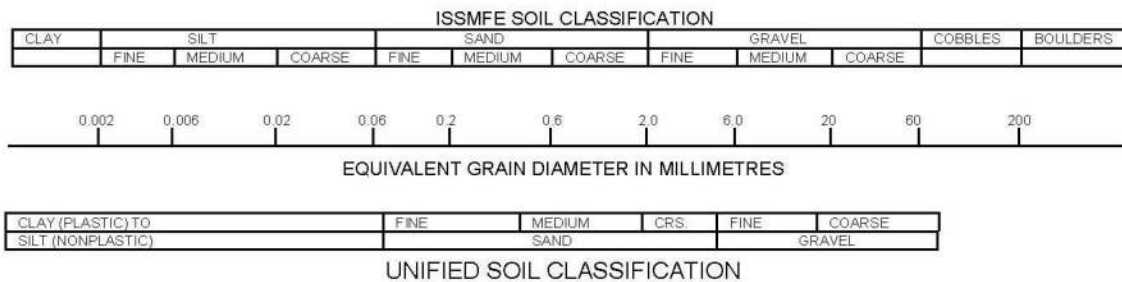 ISSMFE SOIL CLASSIFICATION
CLAY SILT SAND GRAVEL COBBLES BOULDERS
FINE MEDIUM COARSE FINE MEDIUM COARSE FINE MEDIUM COARSE
0.002 0.006 0.02 0.06 0.2 0.6 2.0 6.0 20 60 200
EQUIVALENT GRAIN DIAMETER IN MILLIMETRES
CLAY (PLASTIC) TO FINE MEDIUM CRS. FINE COARSE
SILT (NONPLASTIC) SAND GRAVEL
UNIFIED SOIL CLASSIFICATION